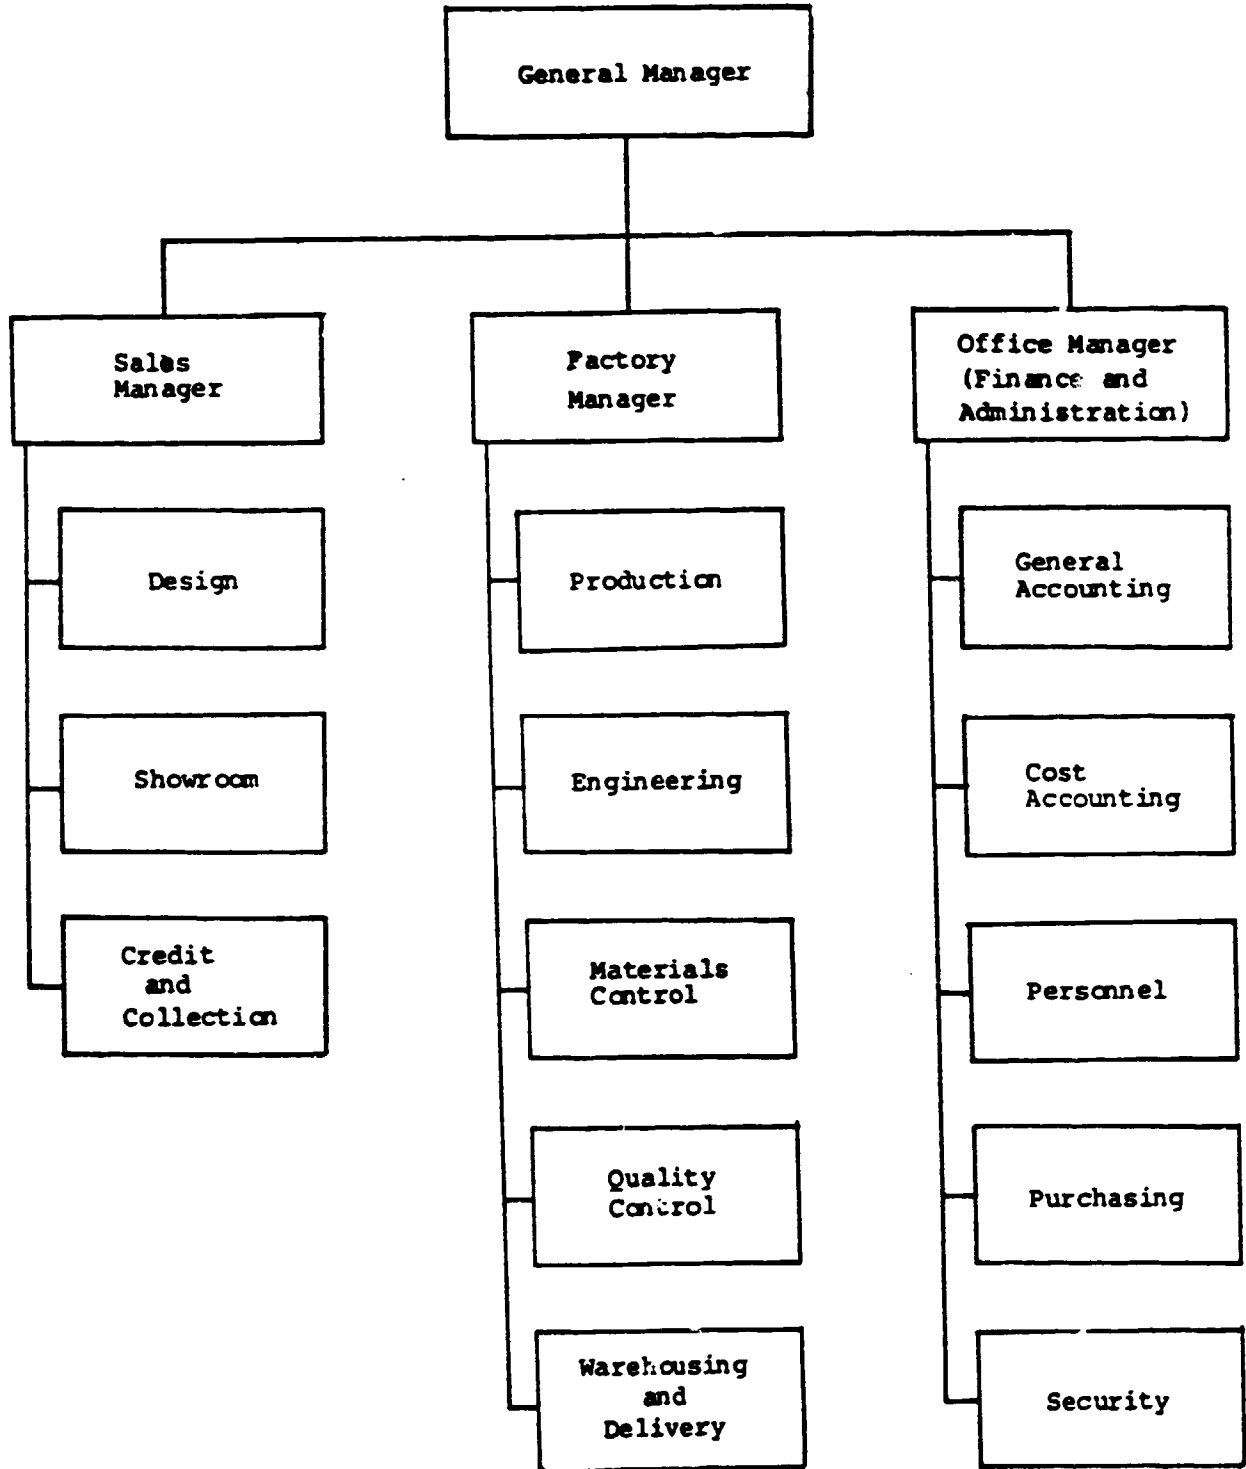 General Manager
Sales
Manager
Factory
Manager
Office Manager
(Finance and
Administration)
Design
Showroom
Credit
and
Collection
Production
Engineering
Materials
Control
Quality
Control
Warehousing
and
Delivery
General
Accounting
Cost
Accounting
Personnel
Purchasing
Security